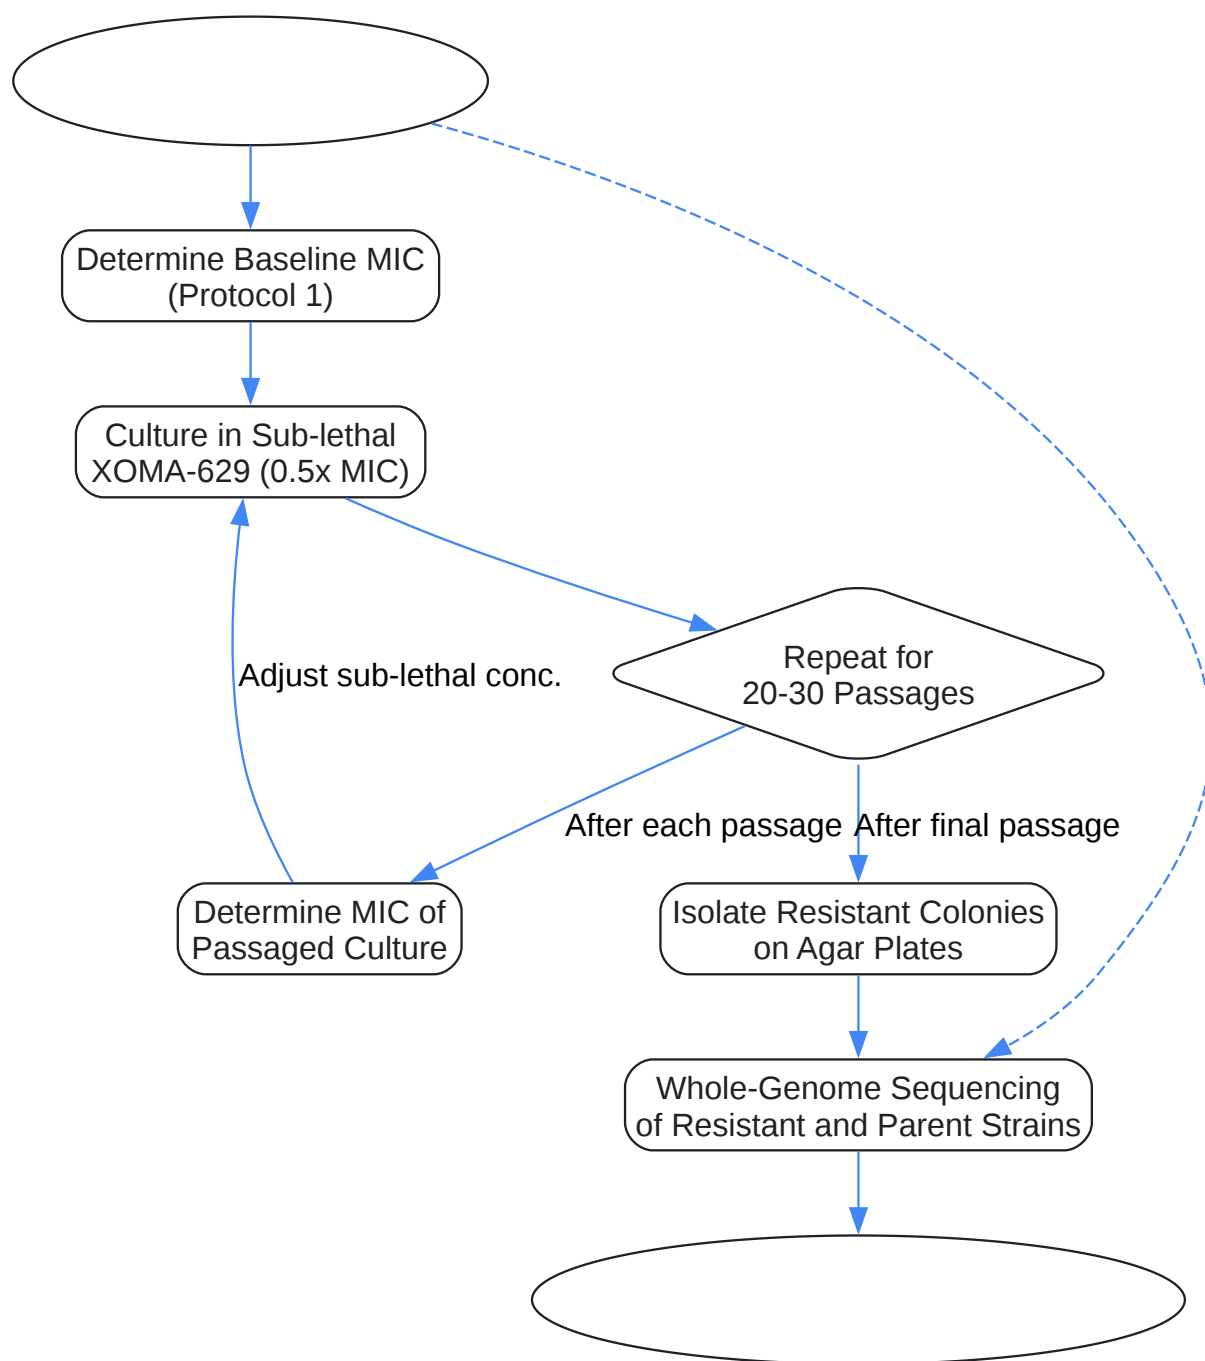 Determine Baseline MIC
(Protocol 1)
Culture in Sub-lethal
XOMA-629 (0.5x MIC)
Repeat for
20-30 Passages
Adjust sub-lethal conc.
After each passage
After final passage
Determine MIC of
Passaged Culture
Isolate Resistant Colonies
on Agar Plates
Whole-Genome Sequencing
of Resistant and Parent Strains